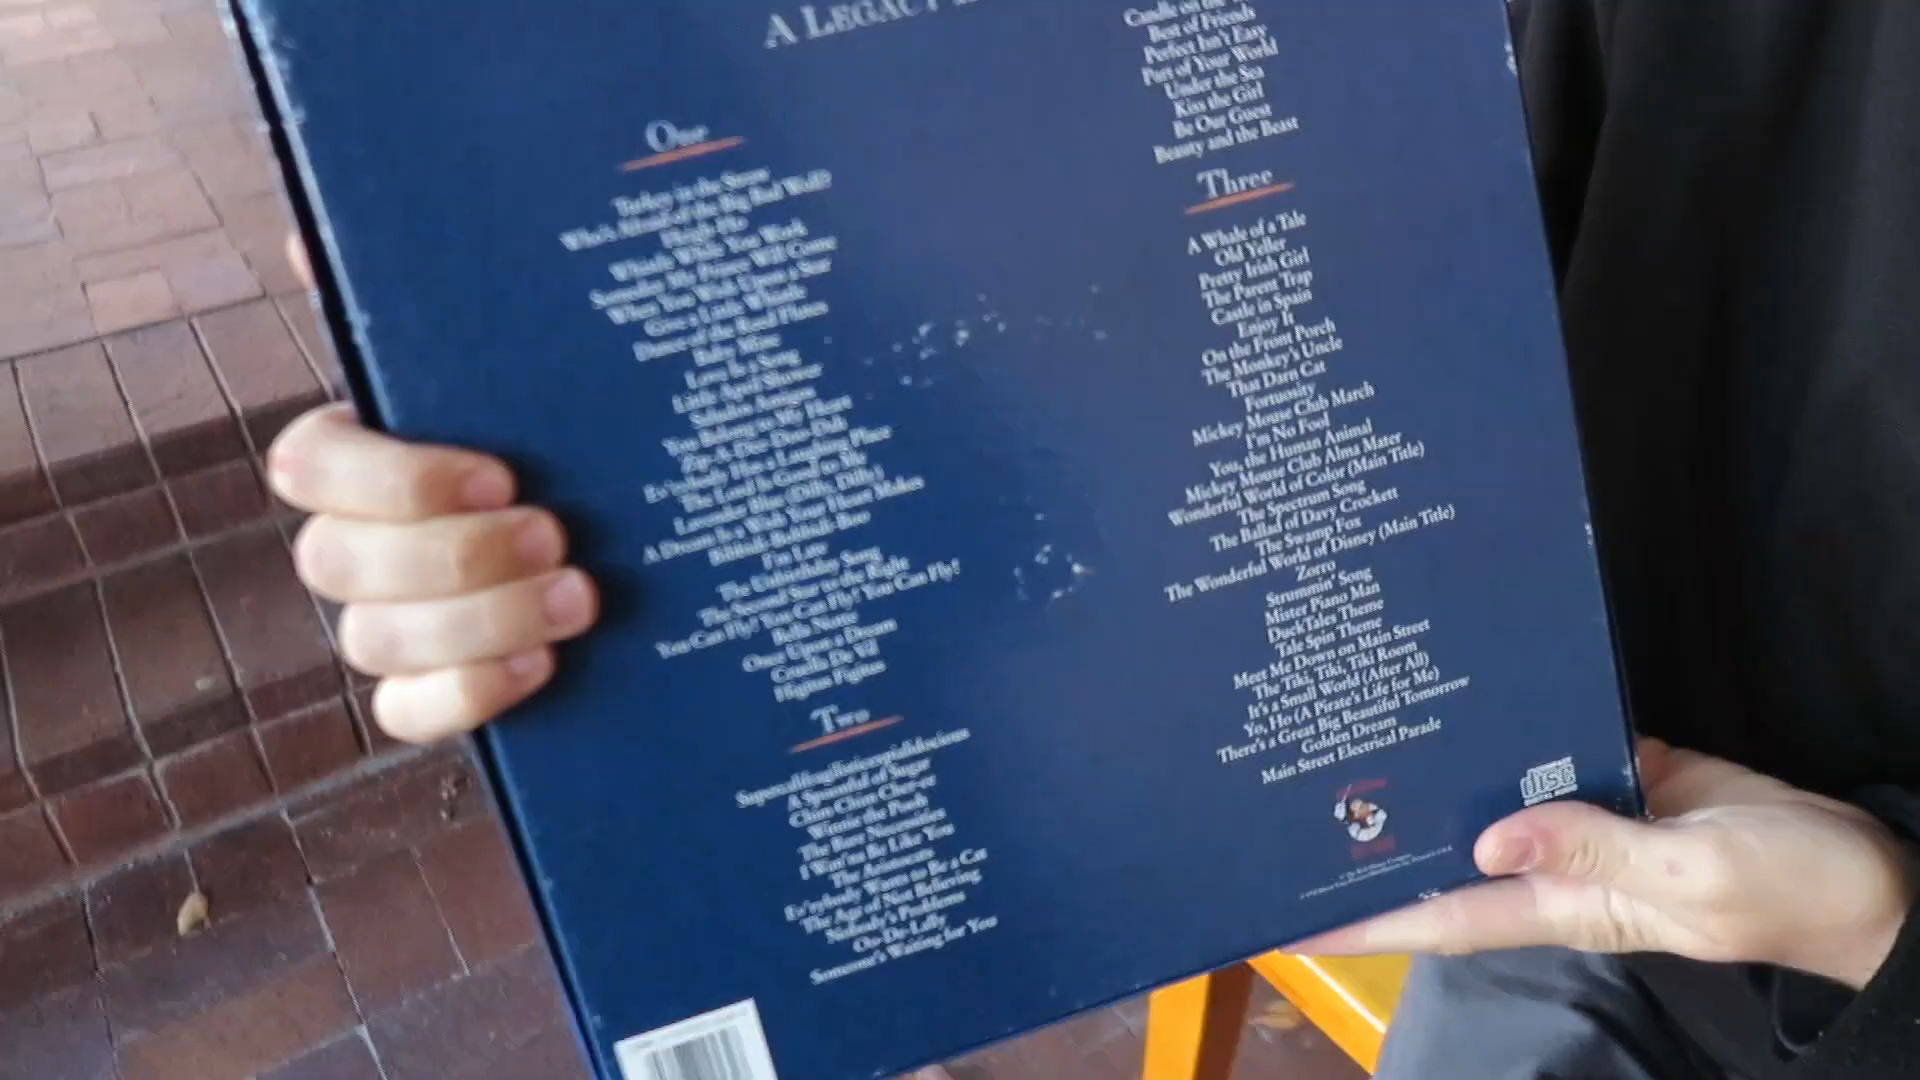 A LEGACY
One
Turkey in the Straw
Who's Afraid of the Big Bad Wolf?
Heigh Ho
Whistle While You Work
Someday My Prince Will Come
When You Wish Upon a Star
Give a Little Whistle
Dance of the Reed Flutes
Baby Mine
Love Is a Song
Little April Shower
Saludos Amigos
You Belong to My Heart
Zip-A-Dee-Doo-Dah
Ev'rybody Has a Laughing Place
The Lord Is Good to Me
Lavender Blue (Dilly, Dilly)
A Dream Is a Wish Your Heart Makes
Bibbidi-Bobbidi-Boo
I'm Late
The Unbirthday Song
The Second Star to the Right
You Can Fly! You Can Fly! You Can Fly!
Bella Notte
Once Upon a Dream
Cruella De Vil
Higitus Figitus
Two
Supercalifragilisticexpialidocious
A Spoonful of Sugar
Chim Chim Cher-ee
Winnie the Pooh
The Bare Necessities
I Wan'na Be Like You
The Aristocats
Ev'rybody Wants to Be a Cat
The Age of Not Believing
Nobody's Problems
Oo-De-Lally
Someone's Waiting for You
Candle on the
Best of Friends
Perfect Isn't Easy
Part of Your World
Under the Sea
Kiss the Girl
Be Our Guest
Beauty and the Beast
Three
A Whale of a Tale
Old Yeller
Pretty Irish Girl
The Parent Trap
Castle in Spain
Enjoy It
On the Front Porch
The Monkey's Uncle
That Darn Cat
Fortuosity
Mickey Mouse Club March
I'm No Fool
You, the Human Animal
Mickey Mouse Club Alma Mater
Wonderful World of Color (Main Title)
The Spectrum Song
The Ballad of Davy Crockett
The Swamp Fox
The Wonderful World of Disney (Main Title)
Zorro
Strummin' Song
Mister Piano Man
DuckTales Theme
Tale Spin Theme
Meet Me Down on Main Street
The Tiki, Tiki, Tiki Room
It's a Small World (After All)
Yo, Ho (A Pirate's Life for Me)
There's a Great Big Beautiful Tomorrow
Golden Dream
Main Street Electrical Parade
COMPACT
disc
DIGITAL AUDIO